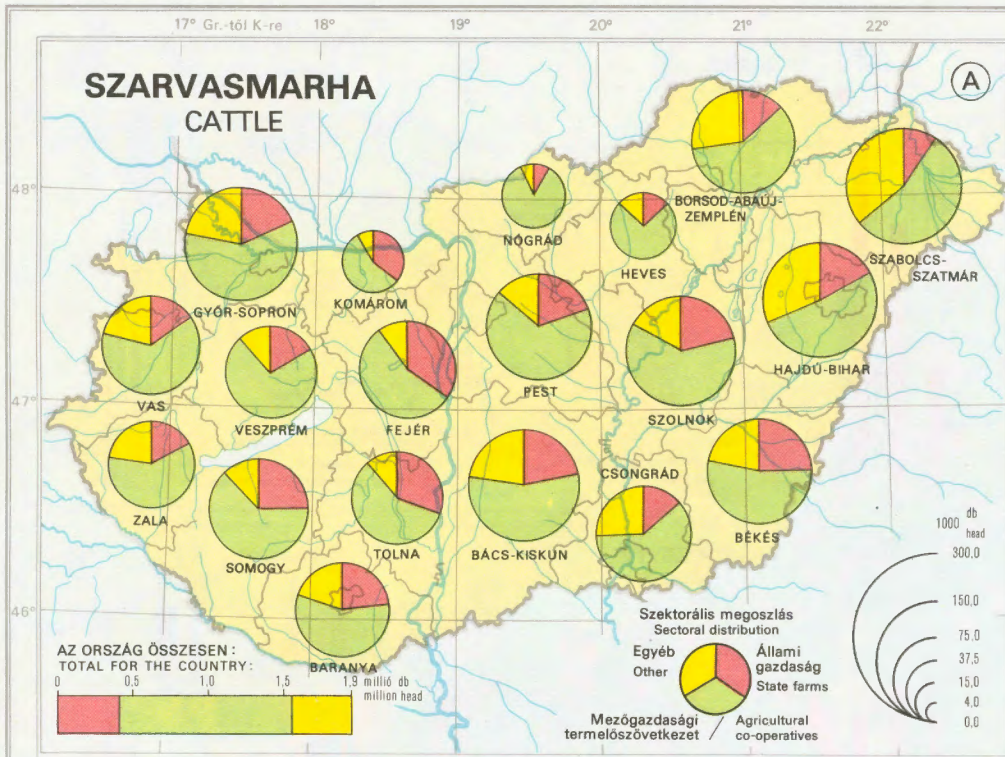 17° Gr.-tól K-re 18° 19° 20° 21° 22°
SZARVASMARHA
CATTLE
A
48°
47°
46°
GYŐR-SOPRON
KOMÁROM
NÓGRÁD
HEVES
BORSOD-ABAÚJ-
ZEMPLÉN
SZABOLCS-
SZATMÁR
VAS
VESZPRÉM
FEJÉR
PEST
SZOLNOK
HAJDÚ-BIHAR
ZALA
SOMOGY
TOLNA
BÁCS-KISKUN
CSONGRÁD
BÉKÉS
BARANYA
AZ ORSZÁG ÖSSZESEN:
TOTAL FOR THE COUNTRY:
0 0.5 1,0 1,5 1,9 millió db
million head
Szektorális megoszlás
Sectoral distribution
Egyéb
Other
Állami
gazdaság
State farms
Mezőgazdasági
termelőszövetkezet
Agricultural
co-operatives
1000 db
head
300.0
150,0
75.0
37,5
15.0
4.0
0.0